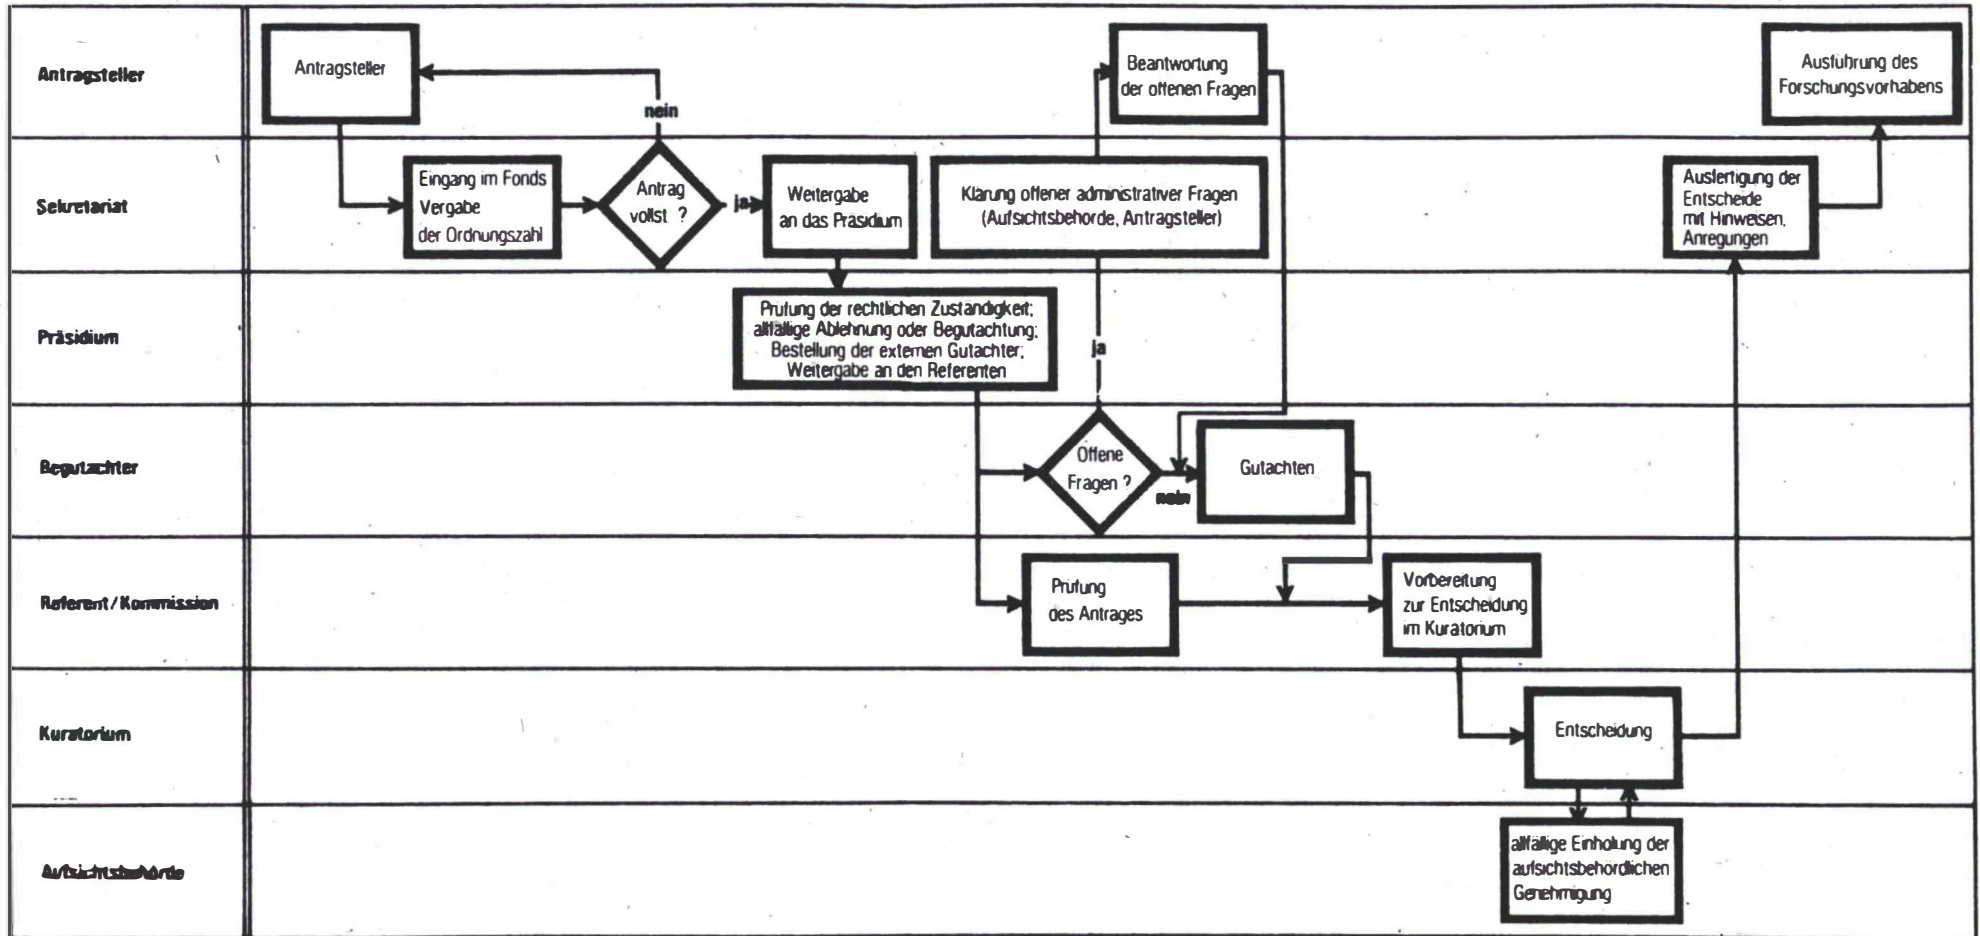 Antragsteller
Antragsteller
nein
Beantwortung
der offenen Fragen
Ausführung des
Forschungsvorhabens
Sekretariat
Eingang im Fonds
Vergabe
der Ordnungszahl
Antrag
vollst ?
ja
Weitergabe
an das Präsidium
Klärung offener administrativer Fragen
(Aufsichtsbehörde, Antragsteller)
Ausfertigung der
Entscheide
mit Hinweisen,
Anregungen
Präsidium
Prüfung der rechtlichen Zuständigkeit;
allfällige Ablehnung oder Begutachtung;
Bestellung der externen Gutachter;
Weitergabe an den Referenten
ja
Begutachter
Offene
Fragen ?
nein
Gutachten
Referent/Kommission
Prüfung
des Antrages
Vorbereitung
zur Entscheidung
im Kuratorium
Kuratorium
Entscheidung
Aufsichtsbehörde
allfällige Einholung der
aufsichtsbehördlichen
Genehmigung